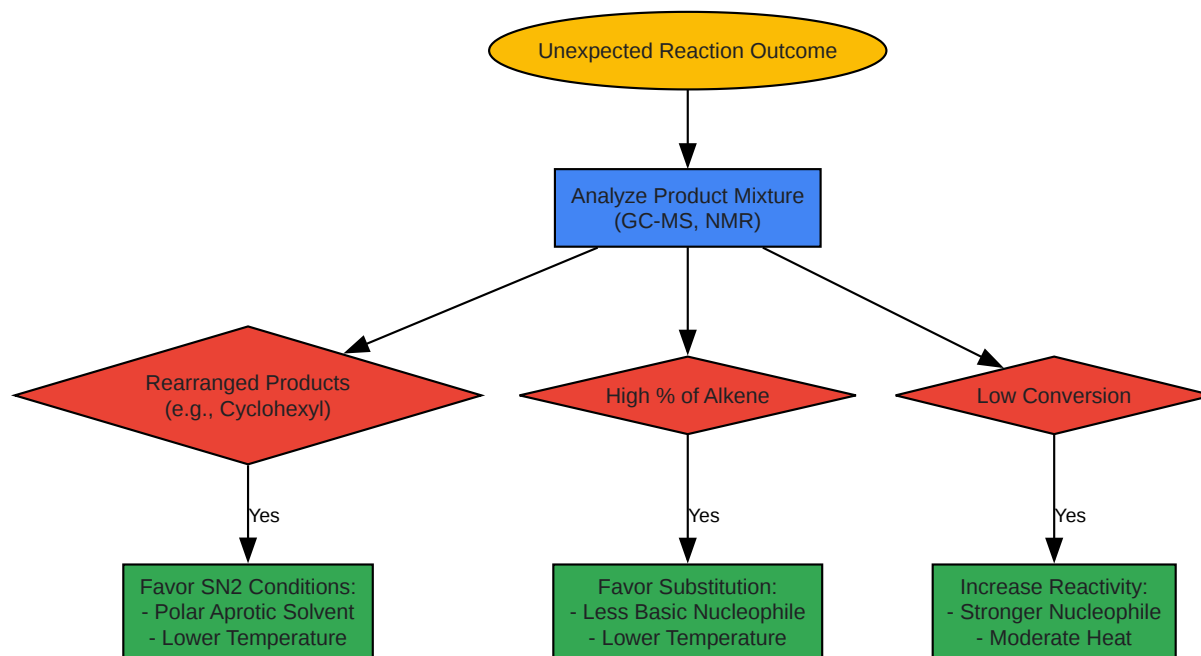 Unexpected Reaction Outcome
Analyze Product Mixture
(GC-MS, NMR)
Rearranged Products
(e.g., Cyclohexyl)
High % of Alkene
Low Conversion
Yes
Yes
Yes
Favor SN2 Conditions:
- Polar Aprotic Solvent
- Lower Temperature
Favor Substitution:
- Less Basic Nucleophile
- Lower Temperature
Increase Reactivity:
- Stronger Nucleophile
- Moderate Heat